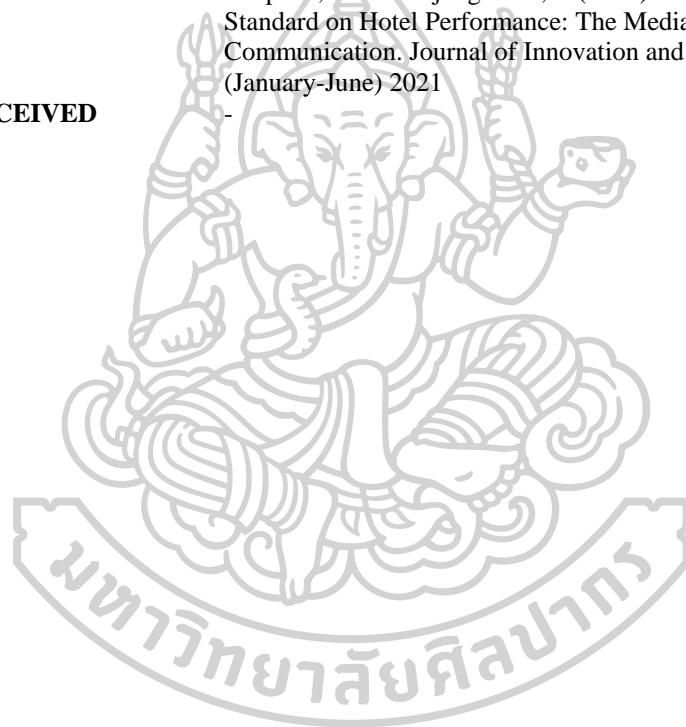 Standard on Hotel Performance: The Media
Communication. Journal of Innovation and
(January-June) 2021
CEIVED -
มหาวิทยาลัยศิลปากร